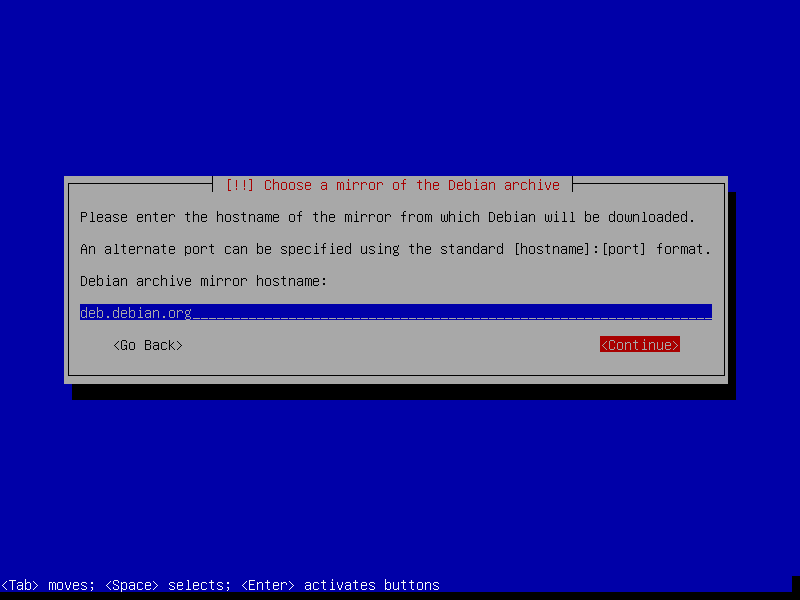 [!!] Choose a mirror of the Debian archive
Please enter the hostname of the mirror from which Debian will be downloaded.
An alternate port can be specified using the standard [hostname]:[port] format.
Debian archive mirror hostname:
deb.debian.org
<Go Back> <Continue>
<Tab> moves; <Space> selects; <Enter> activates buttons